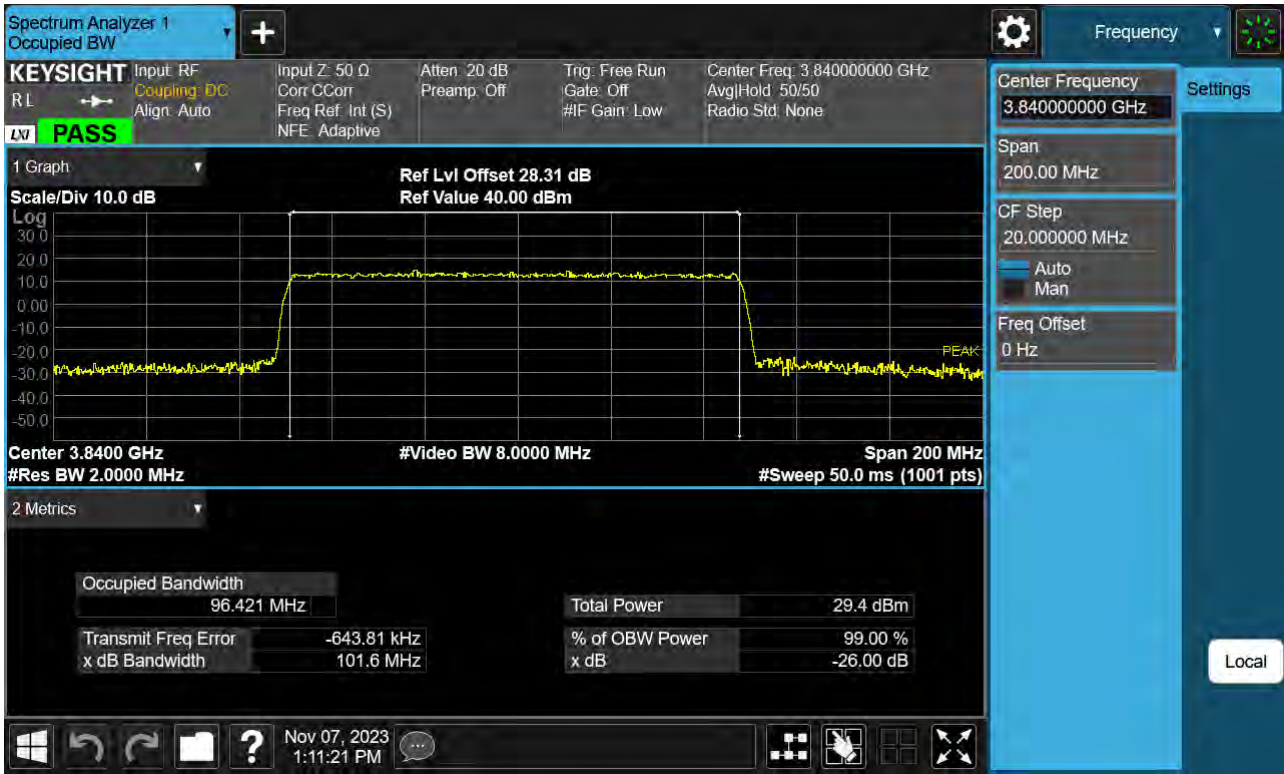 Spectrum Analyzer 1
Occupied BW
+
Frequency
KEYSIGHT
RL
LXI PASS
Input: RF
Coupling: DC
Align: Auto
Input Z: 50 Ω
Corr CCorr
Freq Ref: Int (S)
NFE: Adaptive
Atten: 20 dB
Preamp: Off
Trig: Free Run
Gate: Off
#IF Gain: Low
Center Freq: 3.840000000 GHz
Avg|Hold: 50/50
Radio Std: None
Center Frequency
3.840000000 GHz
Settings
Span
200.00 MHz
CF Step
20.000000 MHz
Auto
Man
Freq Offset
0 Hz
Local
1 Graph
Scale/Div 10.0 dB
Ref Lvl Offset 28.31 dB
Ref Value 40.00 dBm
Log
30.0
20.0
10.0
0.00
-10.0
-20.0
-30.0
-40.0
-50.0
PEAK
Center 3.8400 GHz
#Video BW 8.0000 MHz
Span 200 MHz
#Res BW 2.0000 MHz
#Sweep 50.0 ms (1001 pts)
2 Metrics
Occupied Bandwidth
96.421 MHz
Total Power 29.4 dBm
Transmit Freq Error -643.81 kHz
% of OBW Power 99.00 %
x dB Bandwidth 101.6 MHz
x dB -26.00 dB
?
Nov 07, 2023
1:11:21 PM